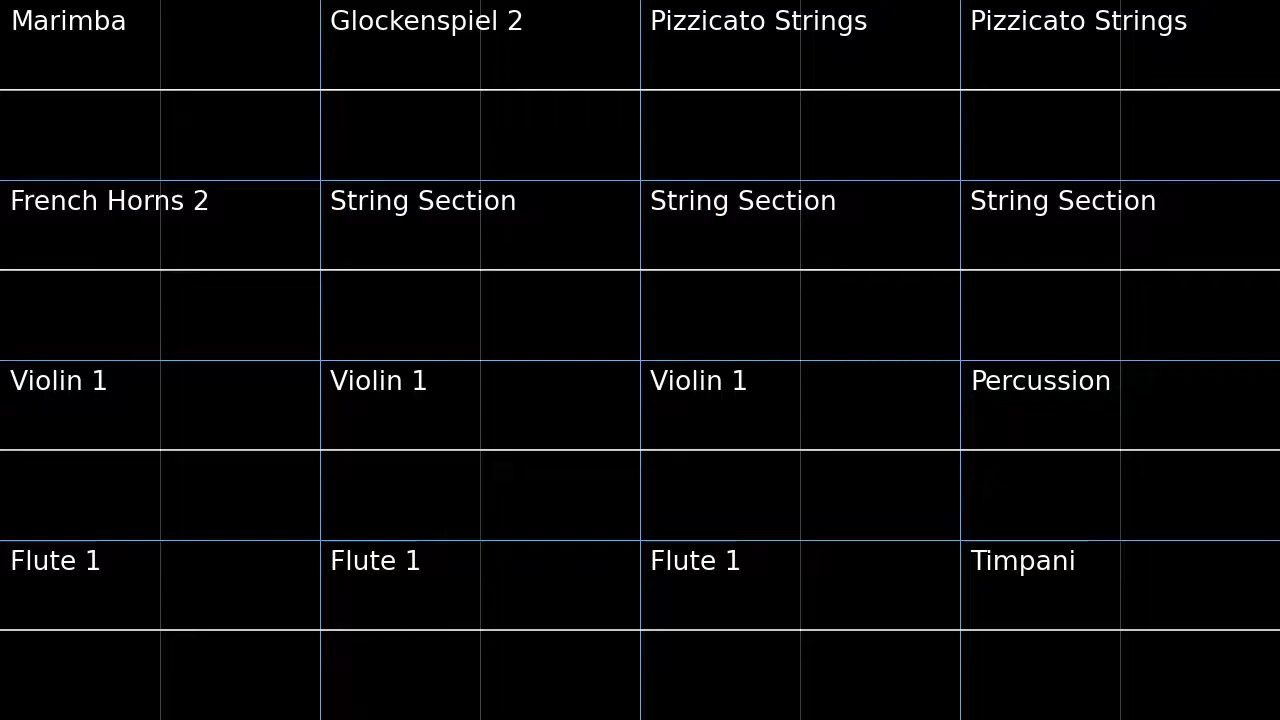 Marimba
Glockenspiel 2
Pizzicato Strings
Pizzicato Strings
French Horns 2
String Section
String Section
String Section
Violin 1
Violin 1
Violin 1
Percussion
Flute 1
Flute 1
Flute 1
Timpani